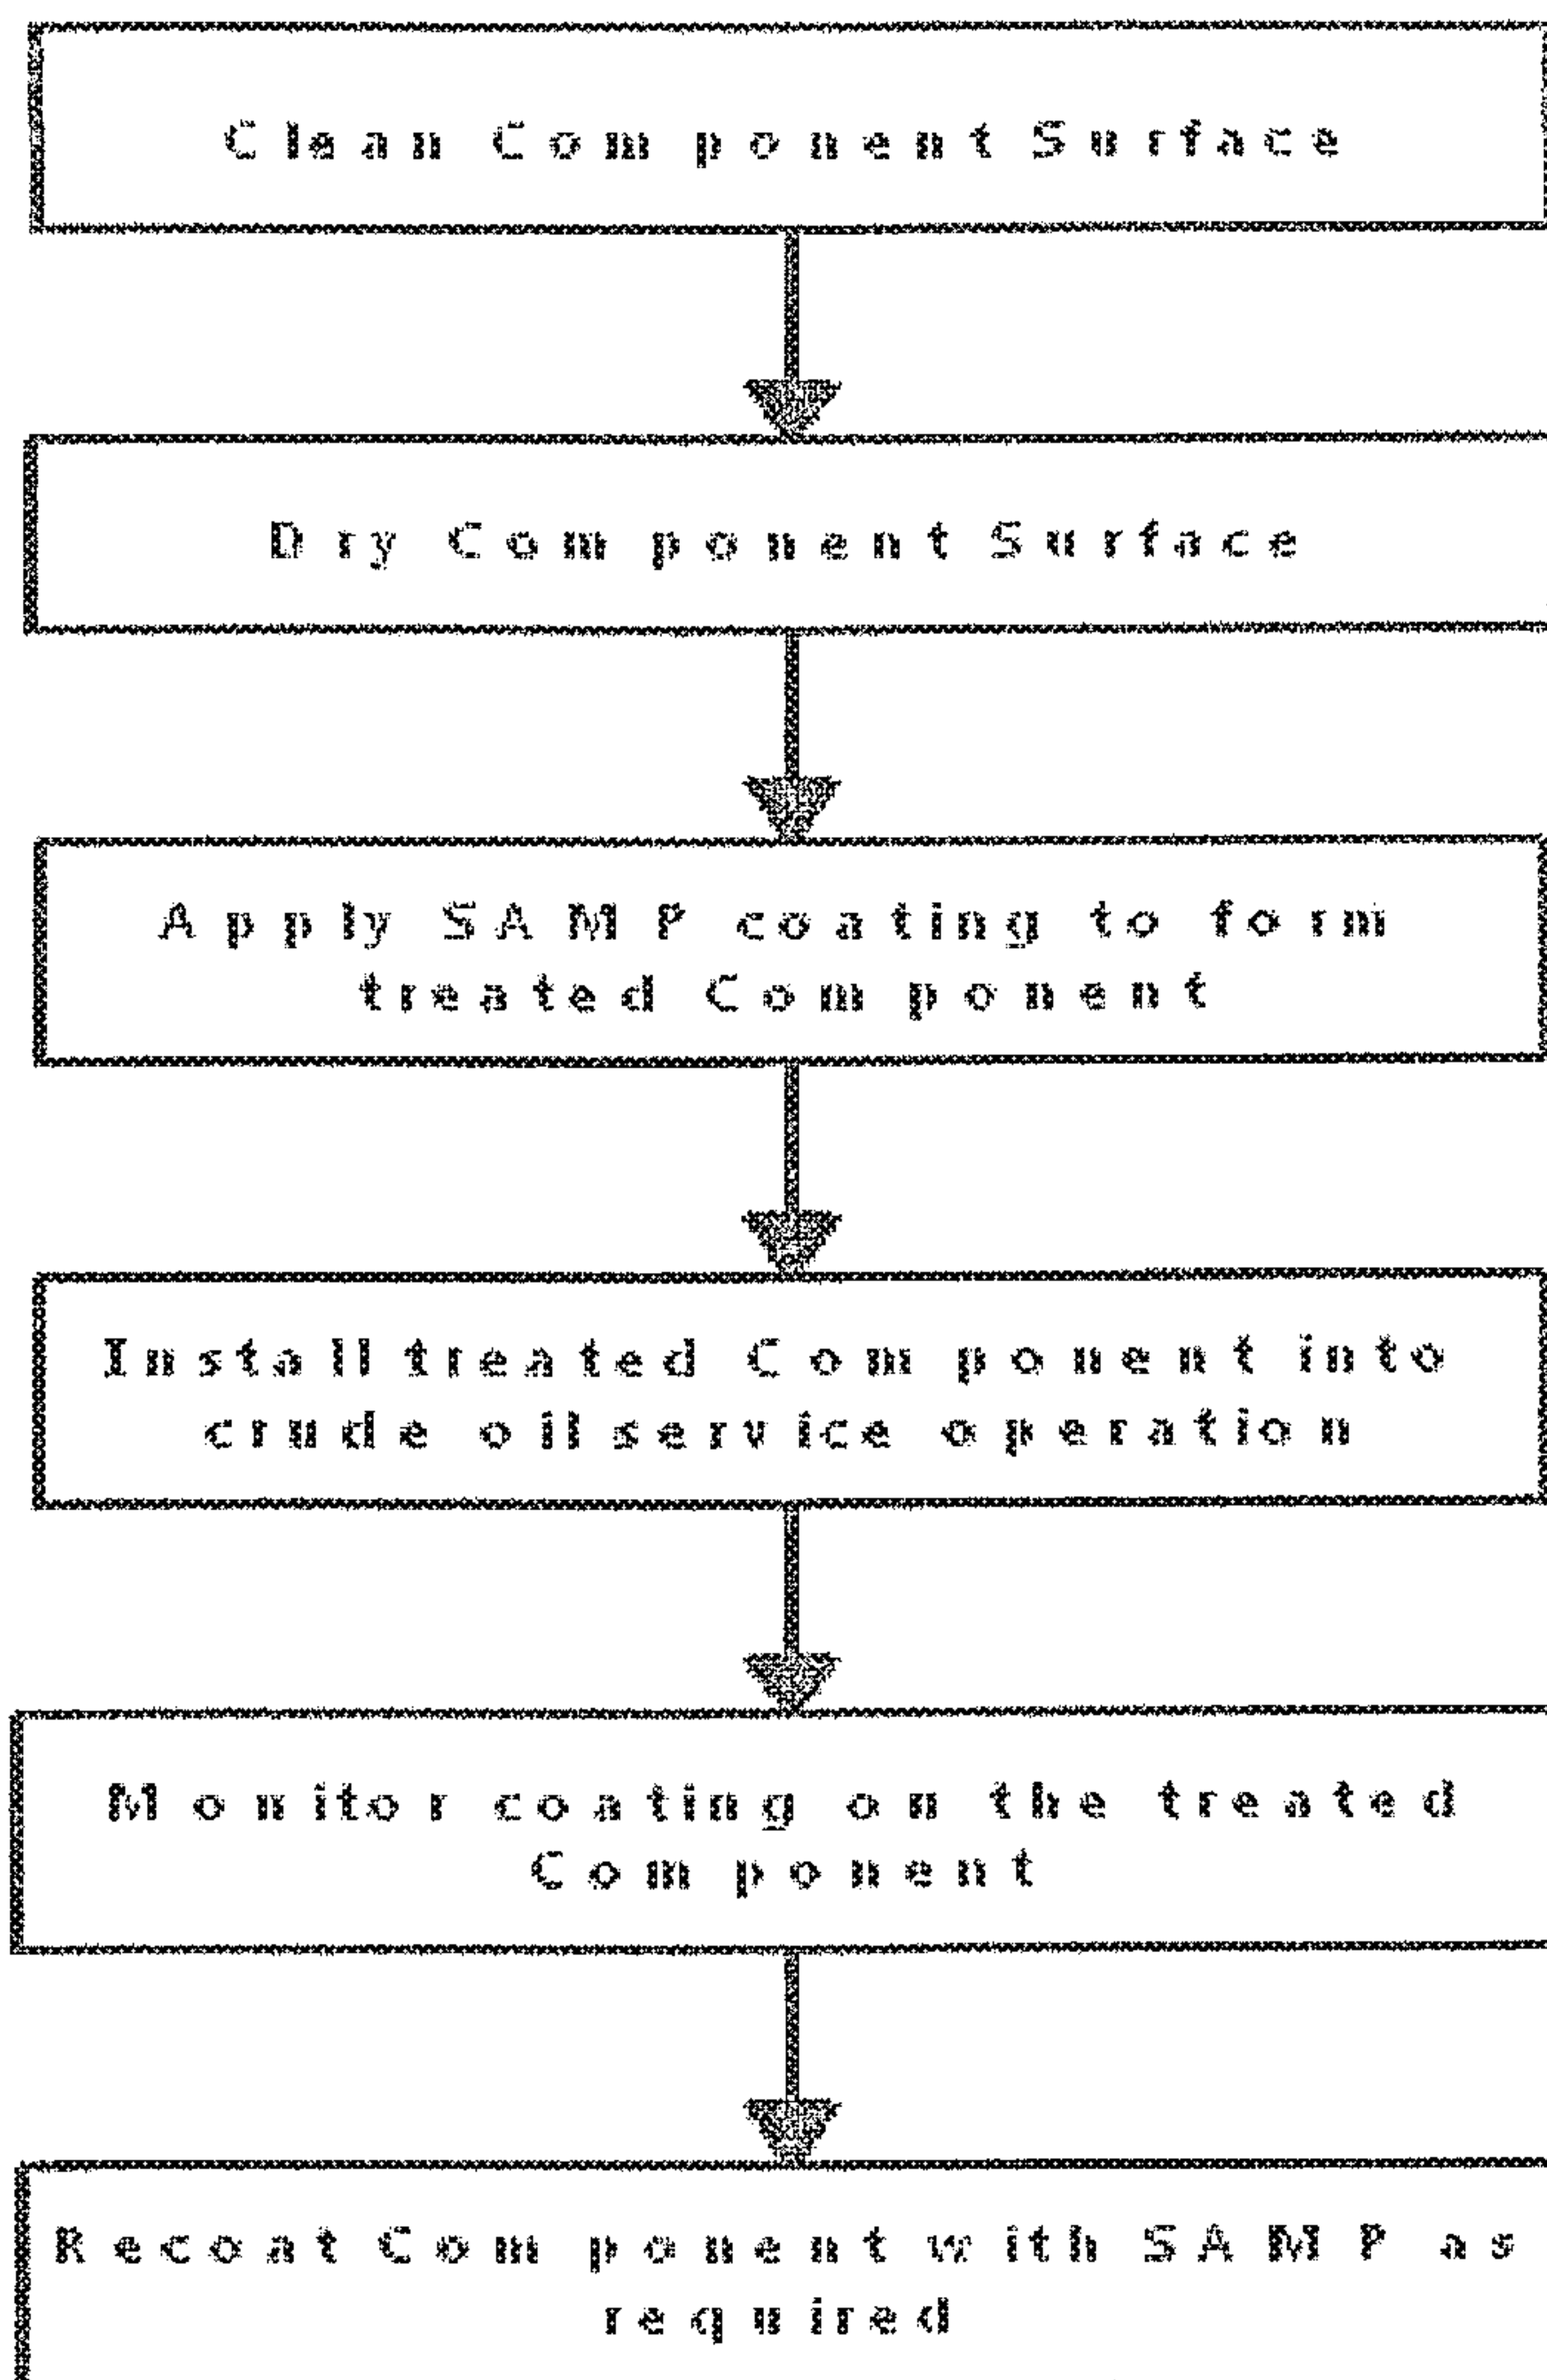 Clean Component Surface
Dry Component Surface
Apply SAMP coating to form
treated Component
Install treated Component into
crude oil service operation
Monitor coating on the treated
Component
Recoat Component with SAMP as
required